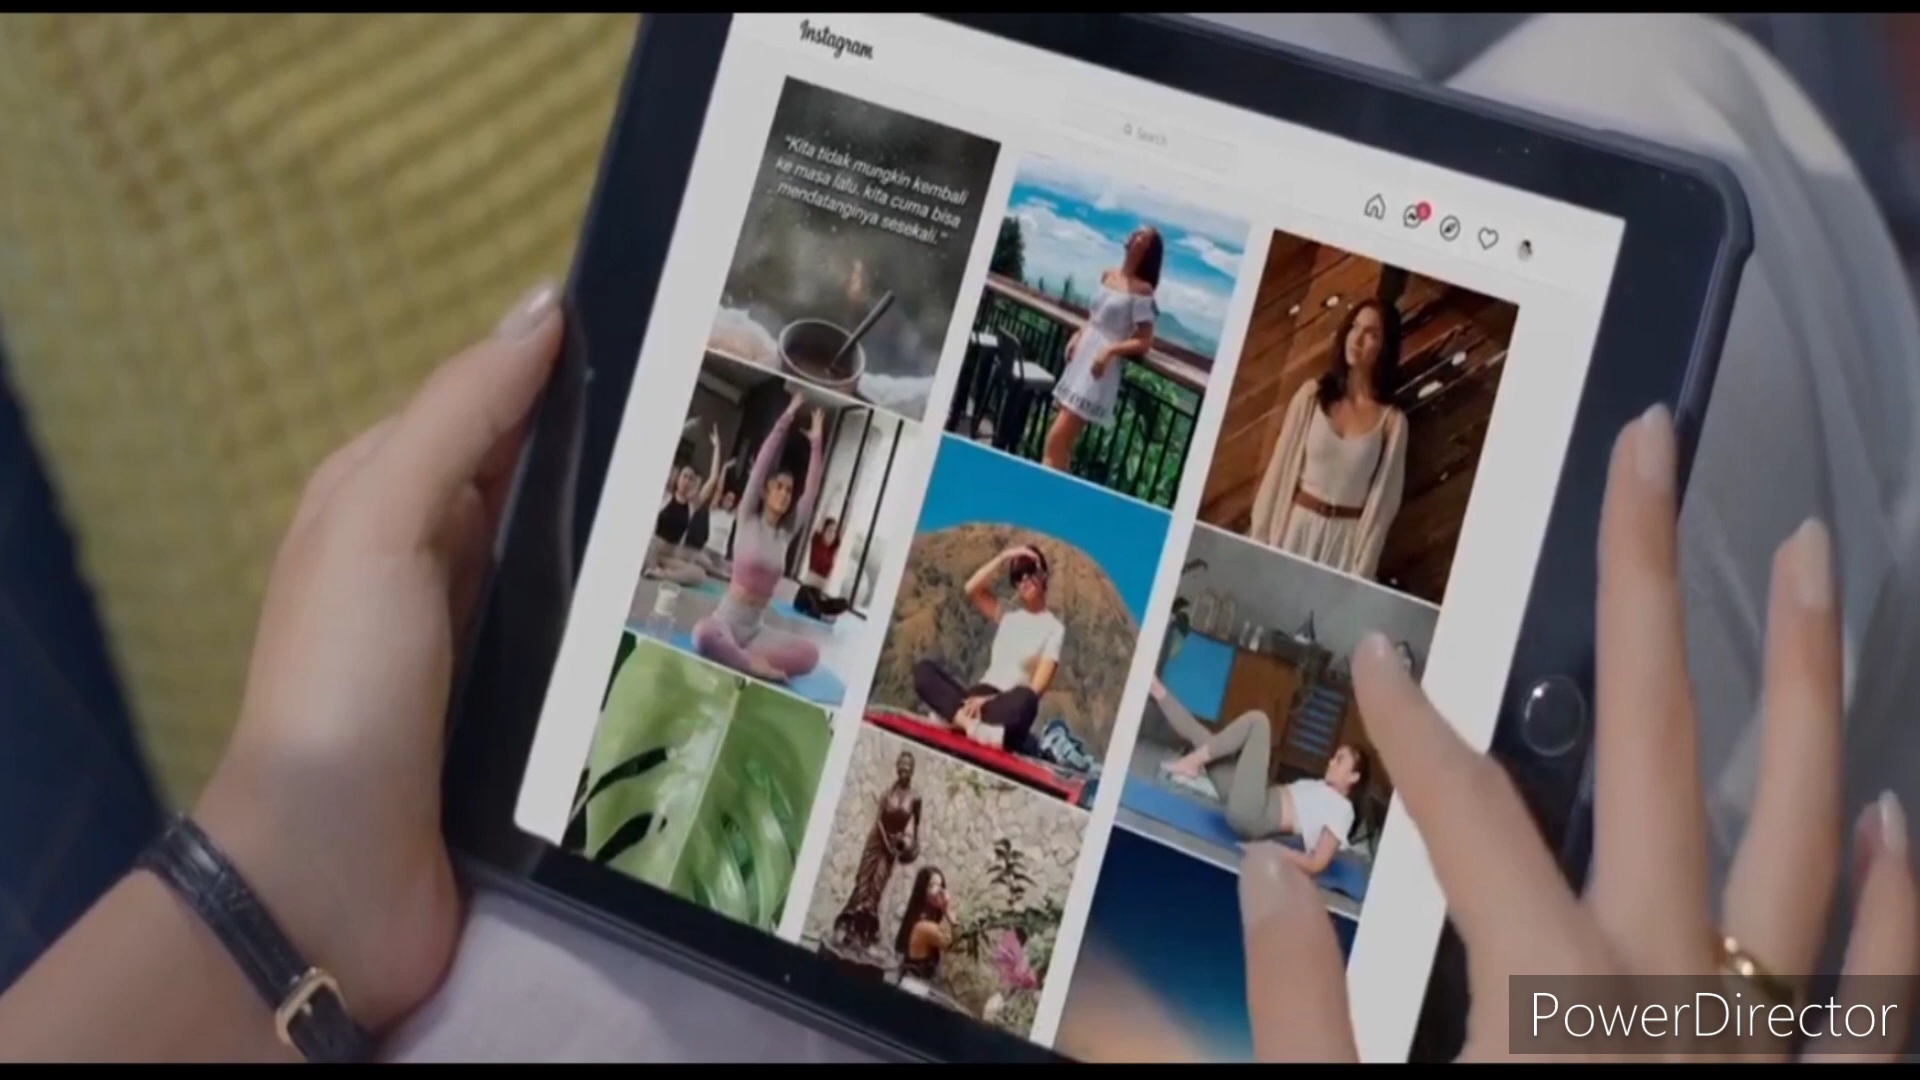 Instagram
Search
"Kita tidak mungkin kembali
ke masa lalu. kita cuma bisa
mendatanginya sesekali."
PowerDirector